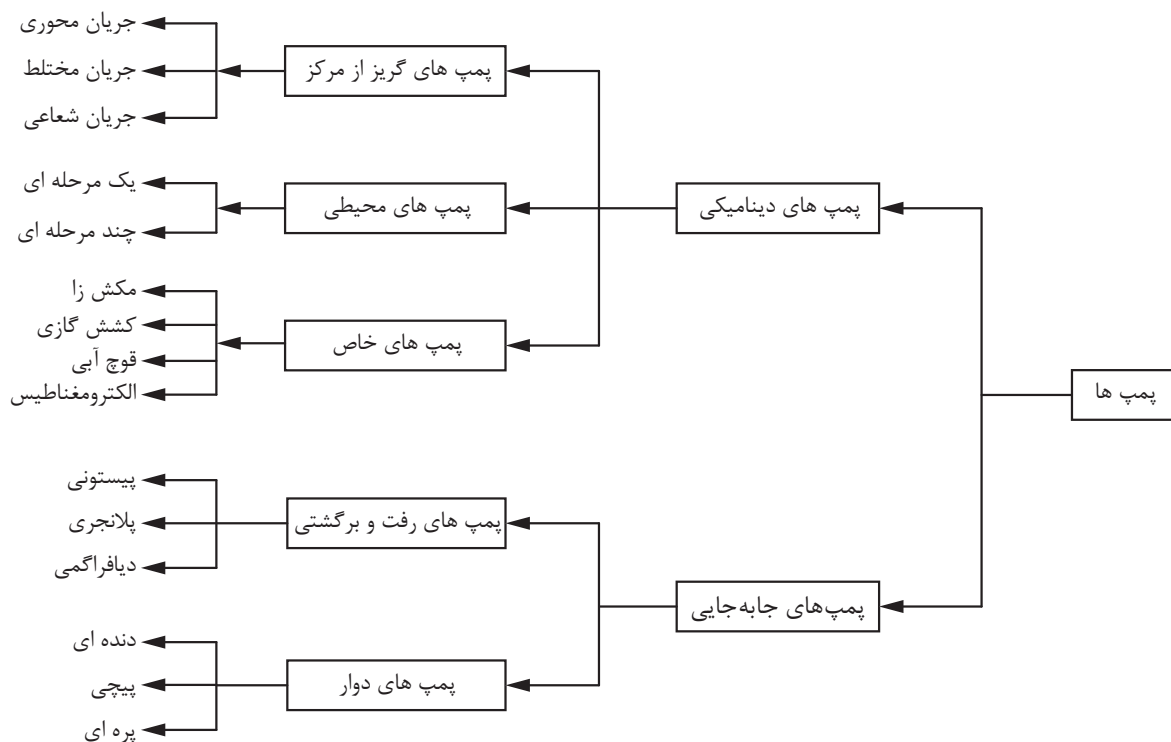 پمپ ها
پمپ های دینامیکی
پمپ های گریز از مرکز
جریان محوری
جریان مختلط
جریان شعاعی
پمپ های محیطی
یک مرحله ای
چند مرحله ای
پمپ های خاص
مکش زا
کشش گازی
قوچ آبی
الکترومغناطیس
پمپ‌های جابه‌جایی
پمپ های رفت و برگشتی
پیستونی
پلانجری
دیافراگمی
پمپ های دوار
دنده ای
پیچی
پره ای